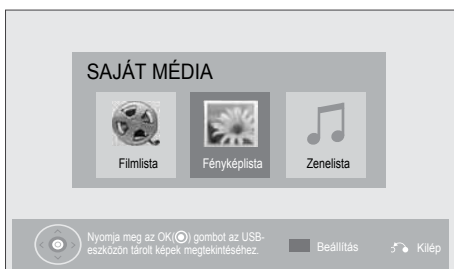 SAJÁT MÉDIA
Filmlista
Fényképlista
Zenelista
Nyomja meg az OK(◉) gombot az USB-
eszközön tárolt képek megtekintéséhez.
Beállítás
Kilép